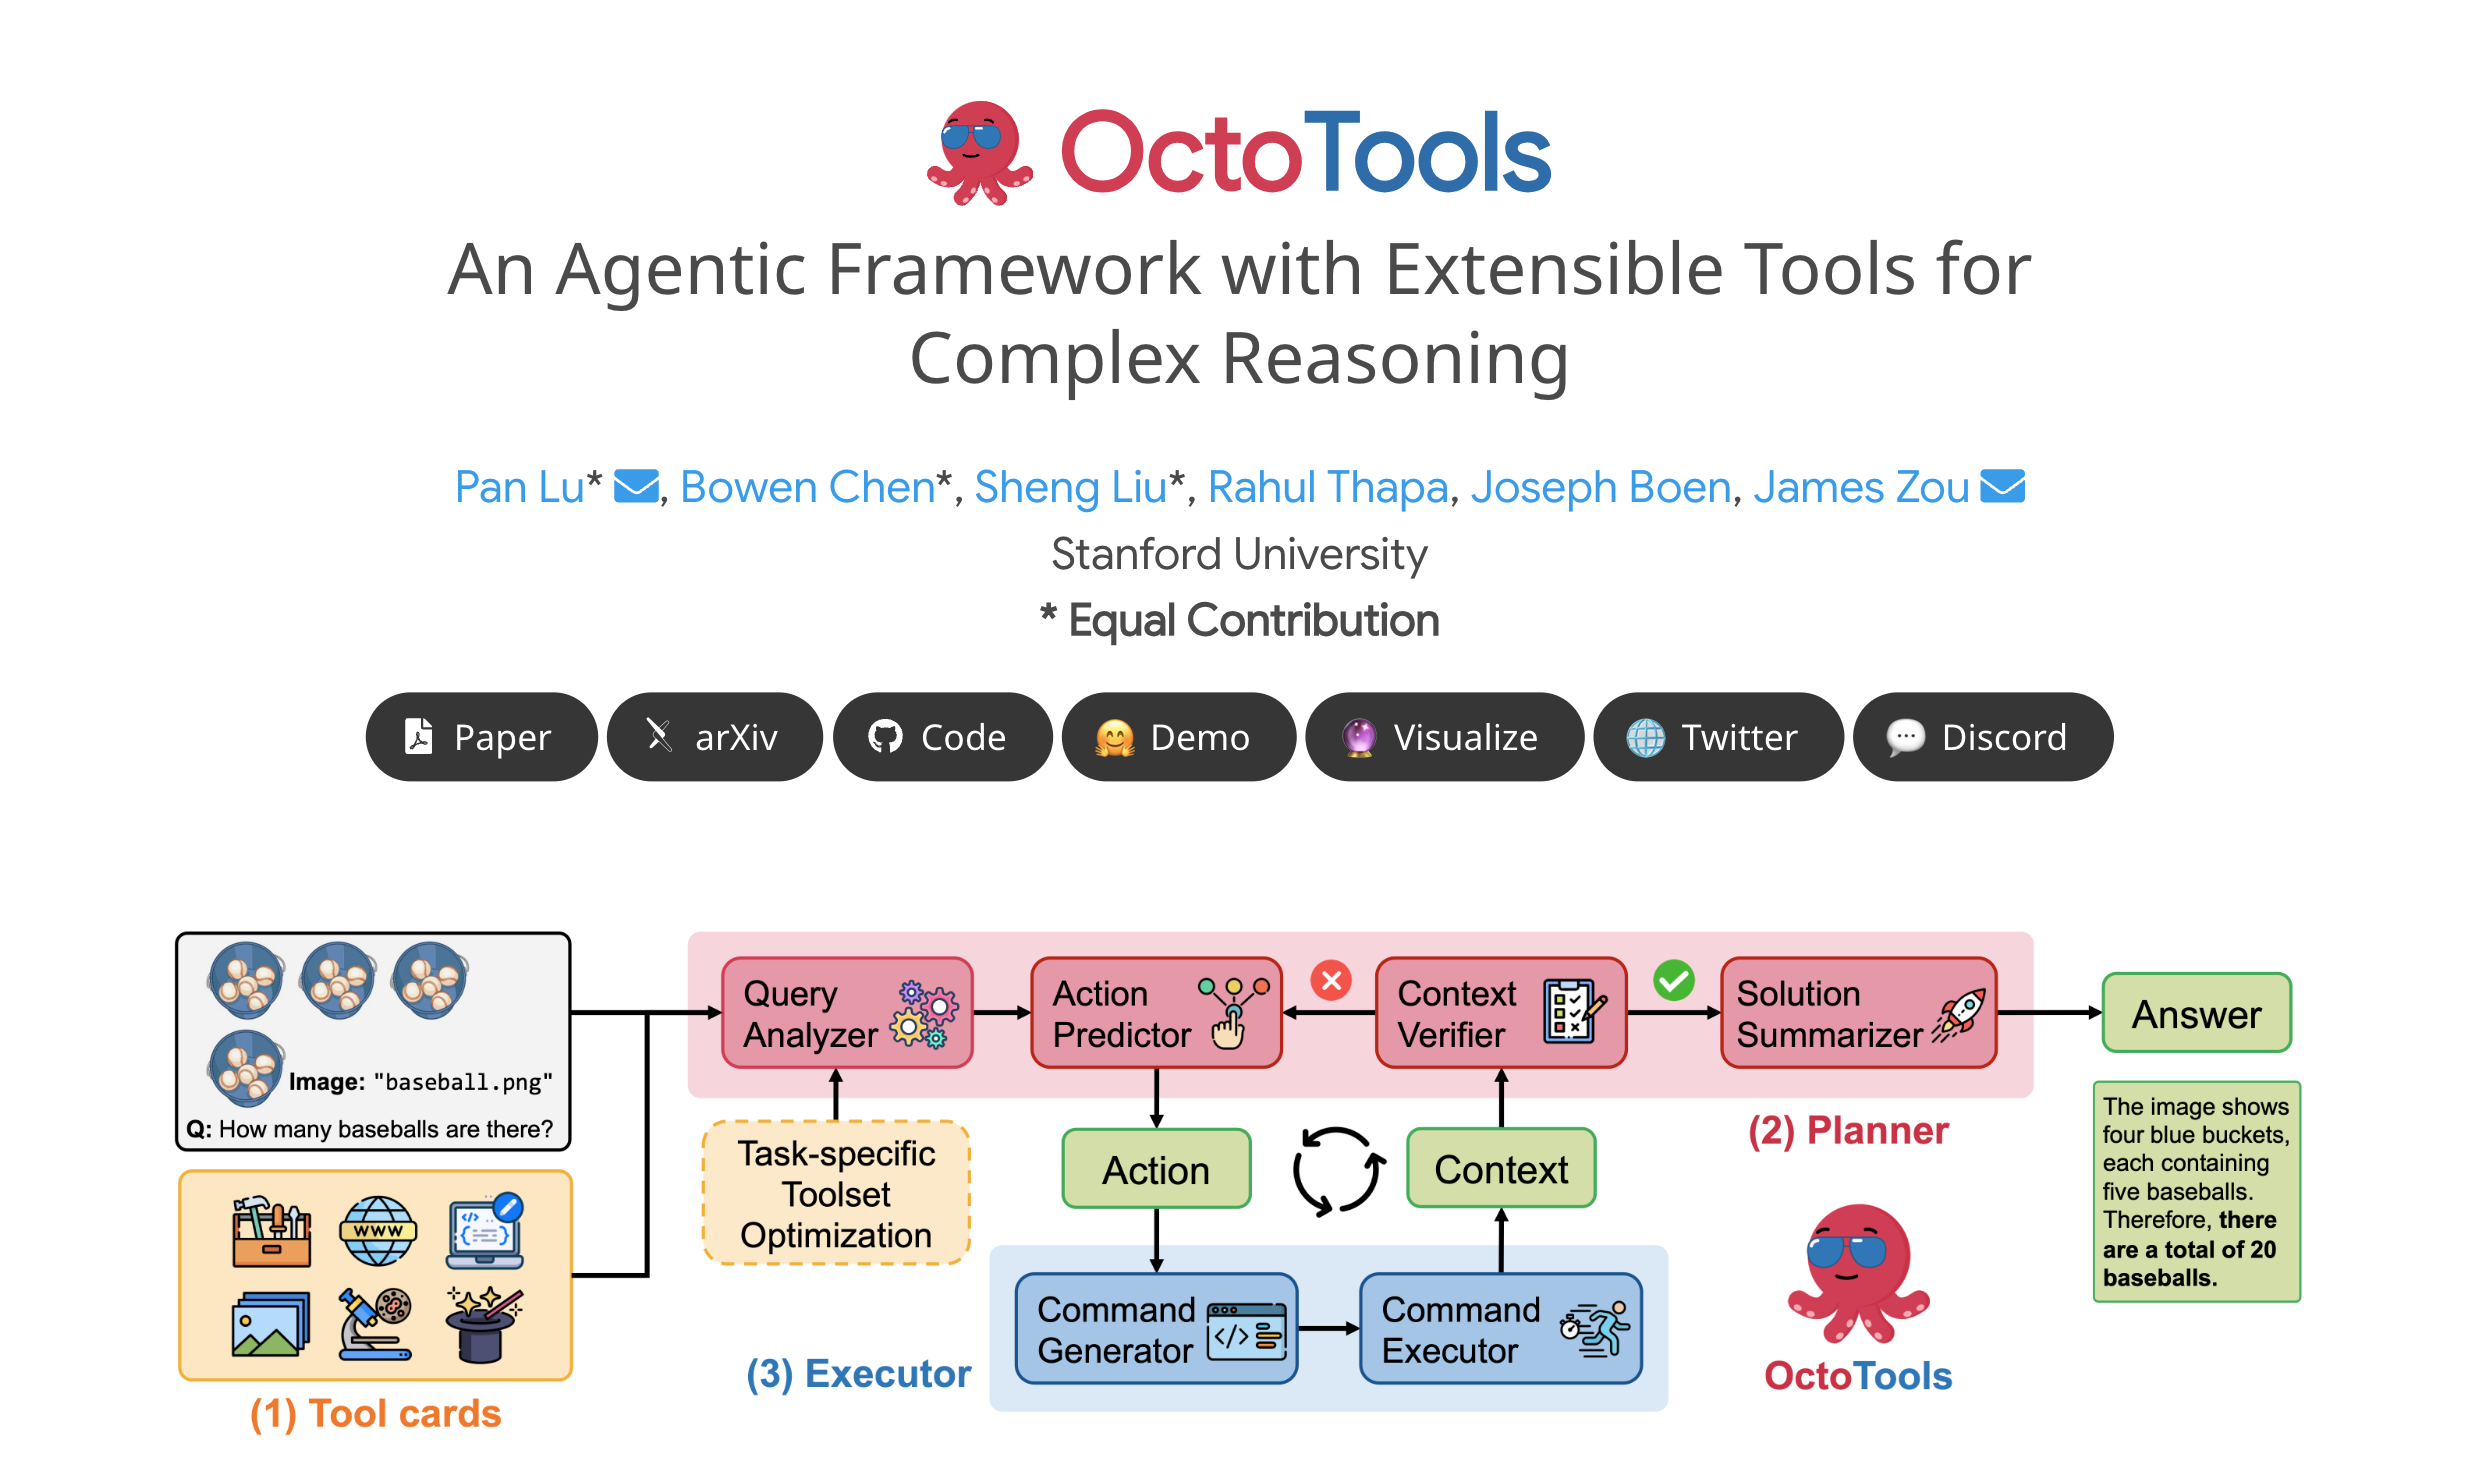 OctoTools
An Agentic Framework with Extensible Tools for
Complex Reasoning
Pan Lu* , Bowen Chen*, Sheng Liu*, Rahul Thapa, Joseph Boen, James Zou
Stanford University
* Equal Contribution
Paper
arXiv
Code
Demo
Visualize
Twitter
Discord
Image: "baseball.png"
Q: How many baseballs are there?
WWW
(1) Tool cards
Query
Analyzer
Action
Predictor
Context
Verifier
Solution
Summarizer
(2) Planner
Task-specific
Toolset
Optimization
Action
Context
Command
Generator
Command
Executor
(3) Executor
OctoTools
Answer
The image shows
four blue buckets,
each containing
five baseballs.
Therefore, there
are a total of 20
baseballs.